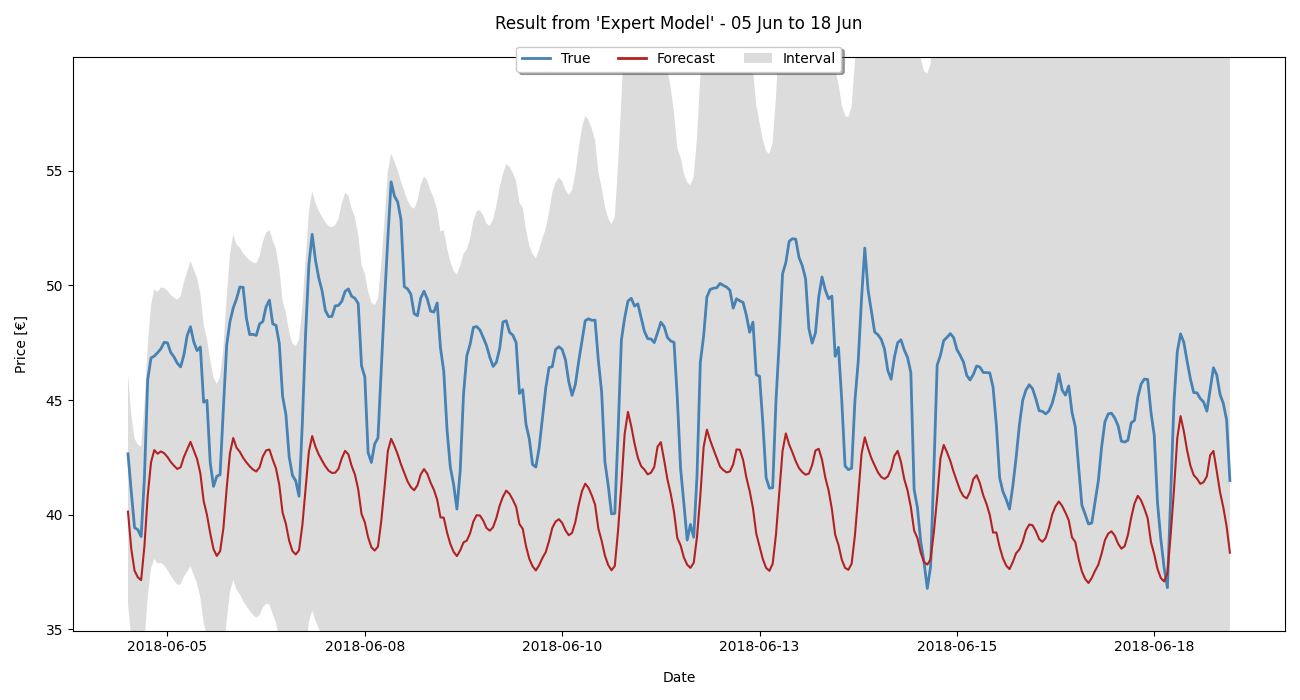 Result from 'Expert Model' - 05 Jun to 18 Jun
True Forecast Interval
Price [€]
55
50
45
40
35
2018-06-05 2018-06-08 2018-06-10 2018-06-13 2018-06-15 2018-06-18
Date